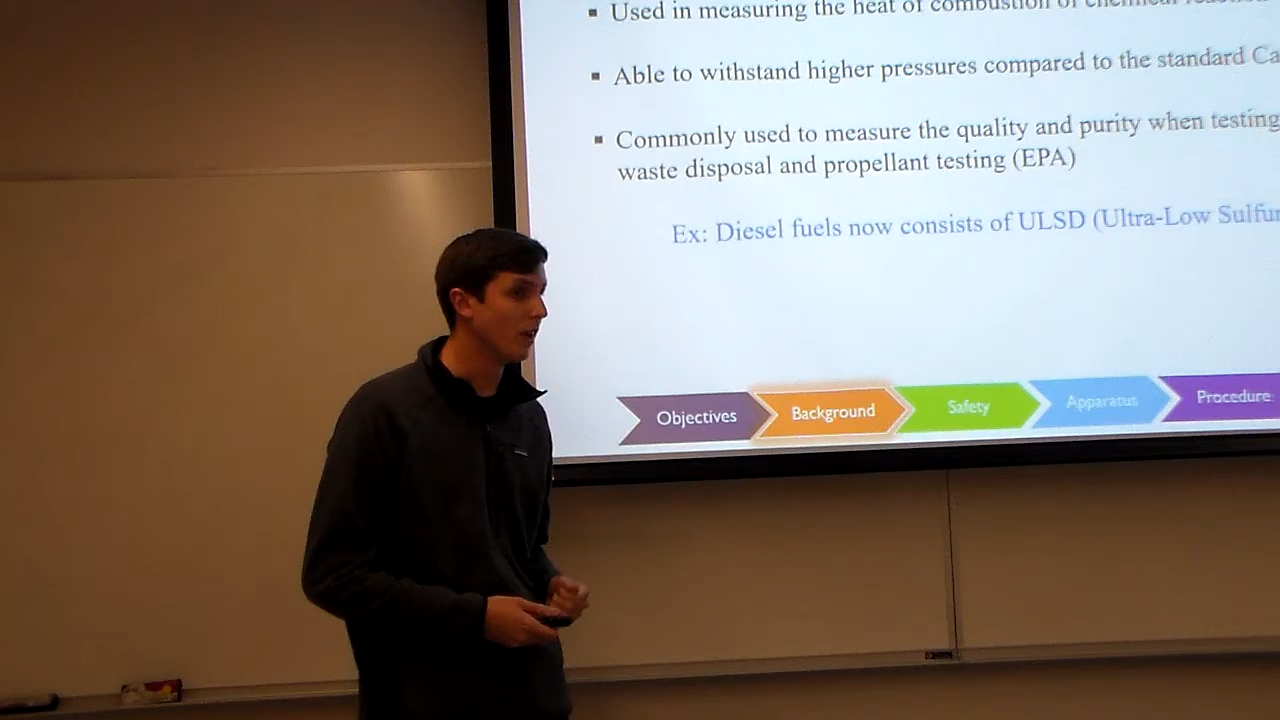 Used in measuring the heat of combustion of chemical
Able to withstand higher pressures compared to the standard Ca
Commonly used to measure the quality and purity when testing
waste disposal and propellant testing (EPA)
Ex: Diesel fuels now consists of ULSD (Ultra-Low Sulfur
Objectives
Background
Safety
Apparatus
Procedure